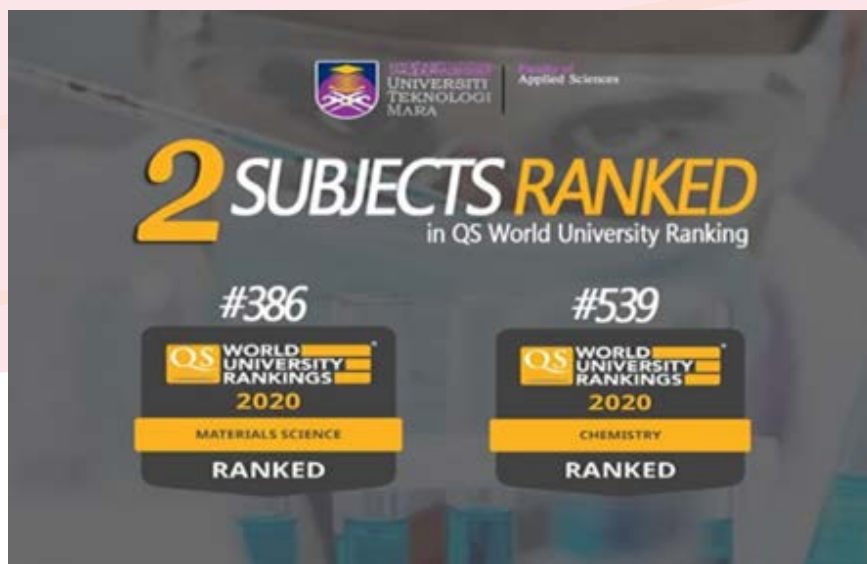 UNIVERSITI
TEKNOLOGI
MARA
Faculty of
Applied Sciences
2 SUBJECTS RANKED
in QS World University Ranking
#386
QS WORLD
UNIVERSITY
RANKINGS
2020
MATERIALS SCIENCE
RANKED
#539
QS WORLD
UNIVERSITY
RANKINGS
2020
CHEMISTRY
RANKED